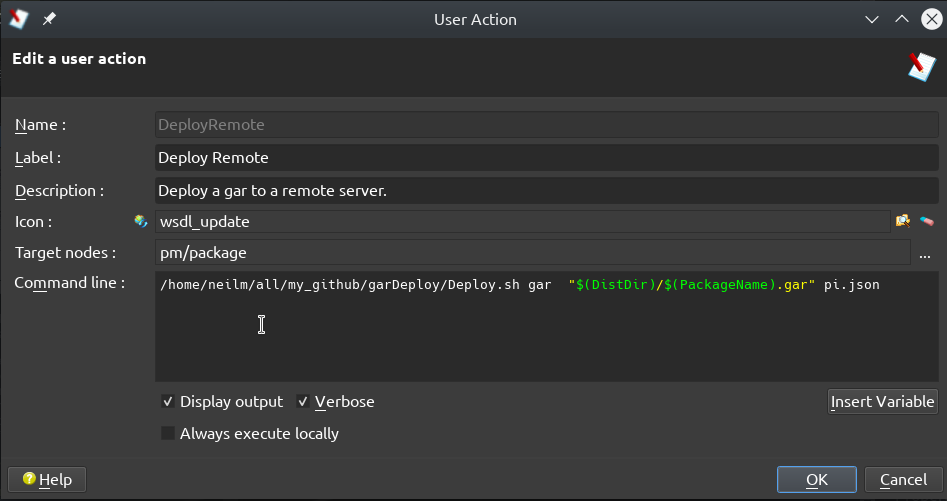 User Action
Edit a user action
Name :
DeployRemote
Label :
Deploy Remote
Description :
Deploy a gar to a remote server.
Icon :
wsdl_update
Target nodes :
pm/package
...
Command line :
/home/neilm/all/my_github/garDeploy/Deploy.sh gar  "$(DistDir)/$(PackageName).gar" pi.json
Display output
Verbose
Insert Variable
Always execute locally
Help
OK
Cancel